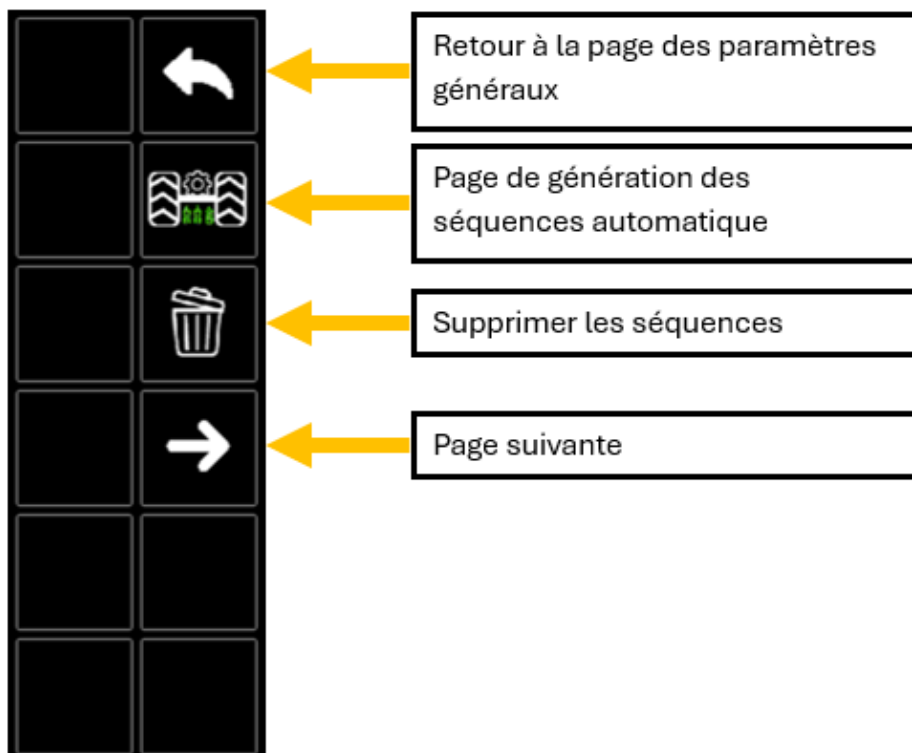 Retour à la page des paramètres
généraux
Page de génération des
séquences automatique
Supprimer les séquences
Page suivante